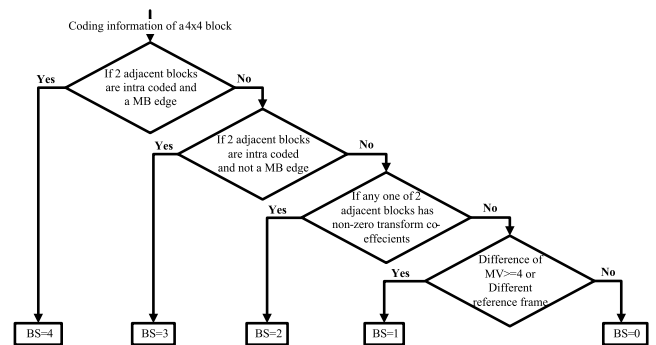 Coding information of a 4x4 block
If 2 adjacent blocks
are intra coded and
a MB edge
Yes
No
If 2 adjacent blocks
are intra coded
and not a MB edge
Yes
No
If any one of 2
adjacent blocks has
non-zero transform co-
effecients
Yes
No
Difference of
MV>=4 or
Different
reference frame
Yes
No
BS=4
BS=3
BS=2
BS=1
BS=0